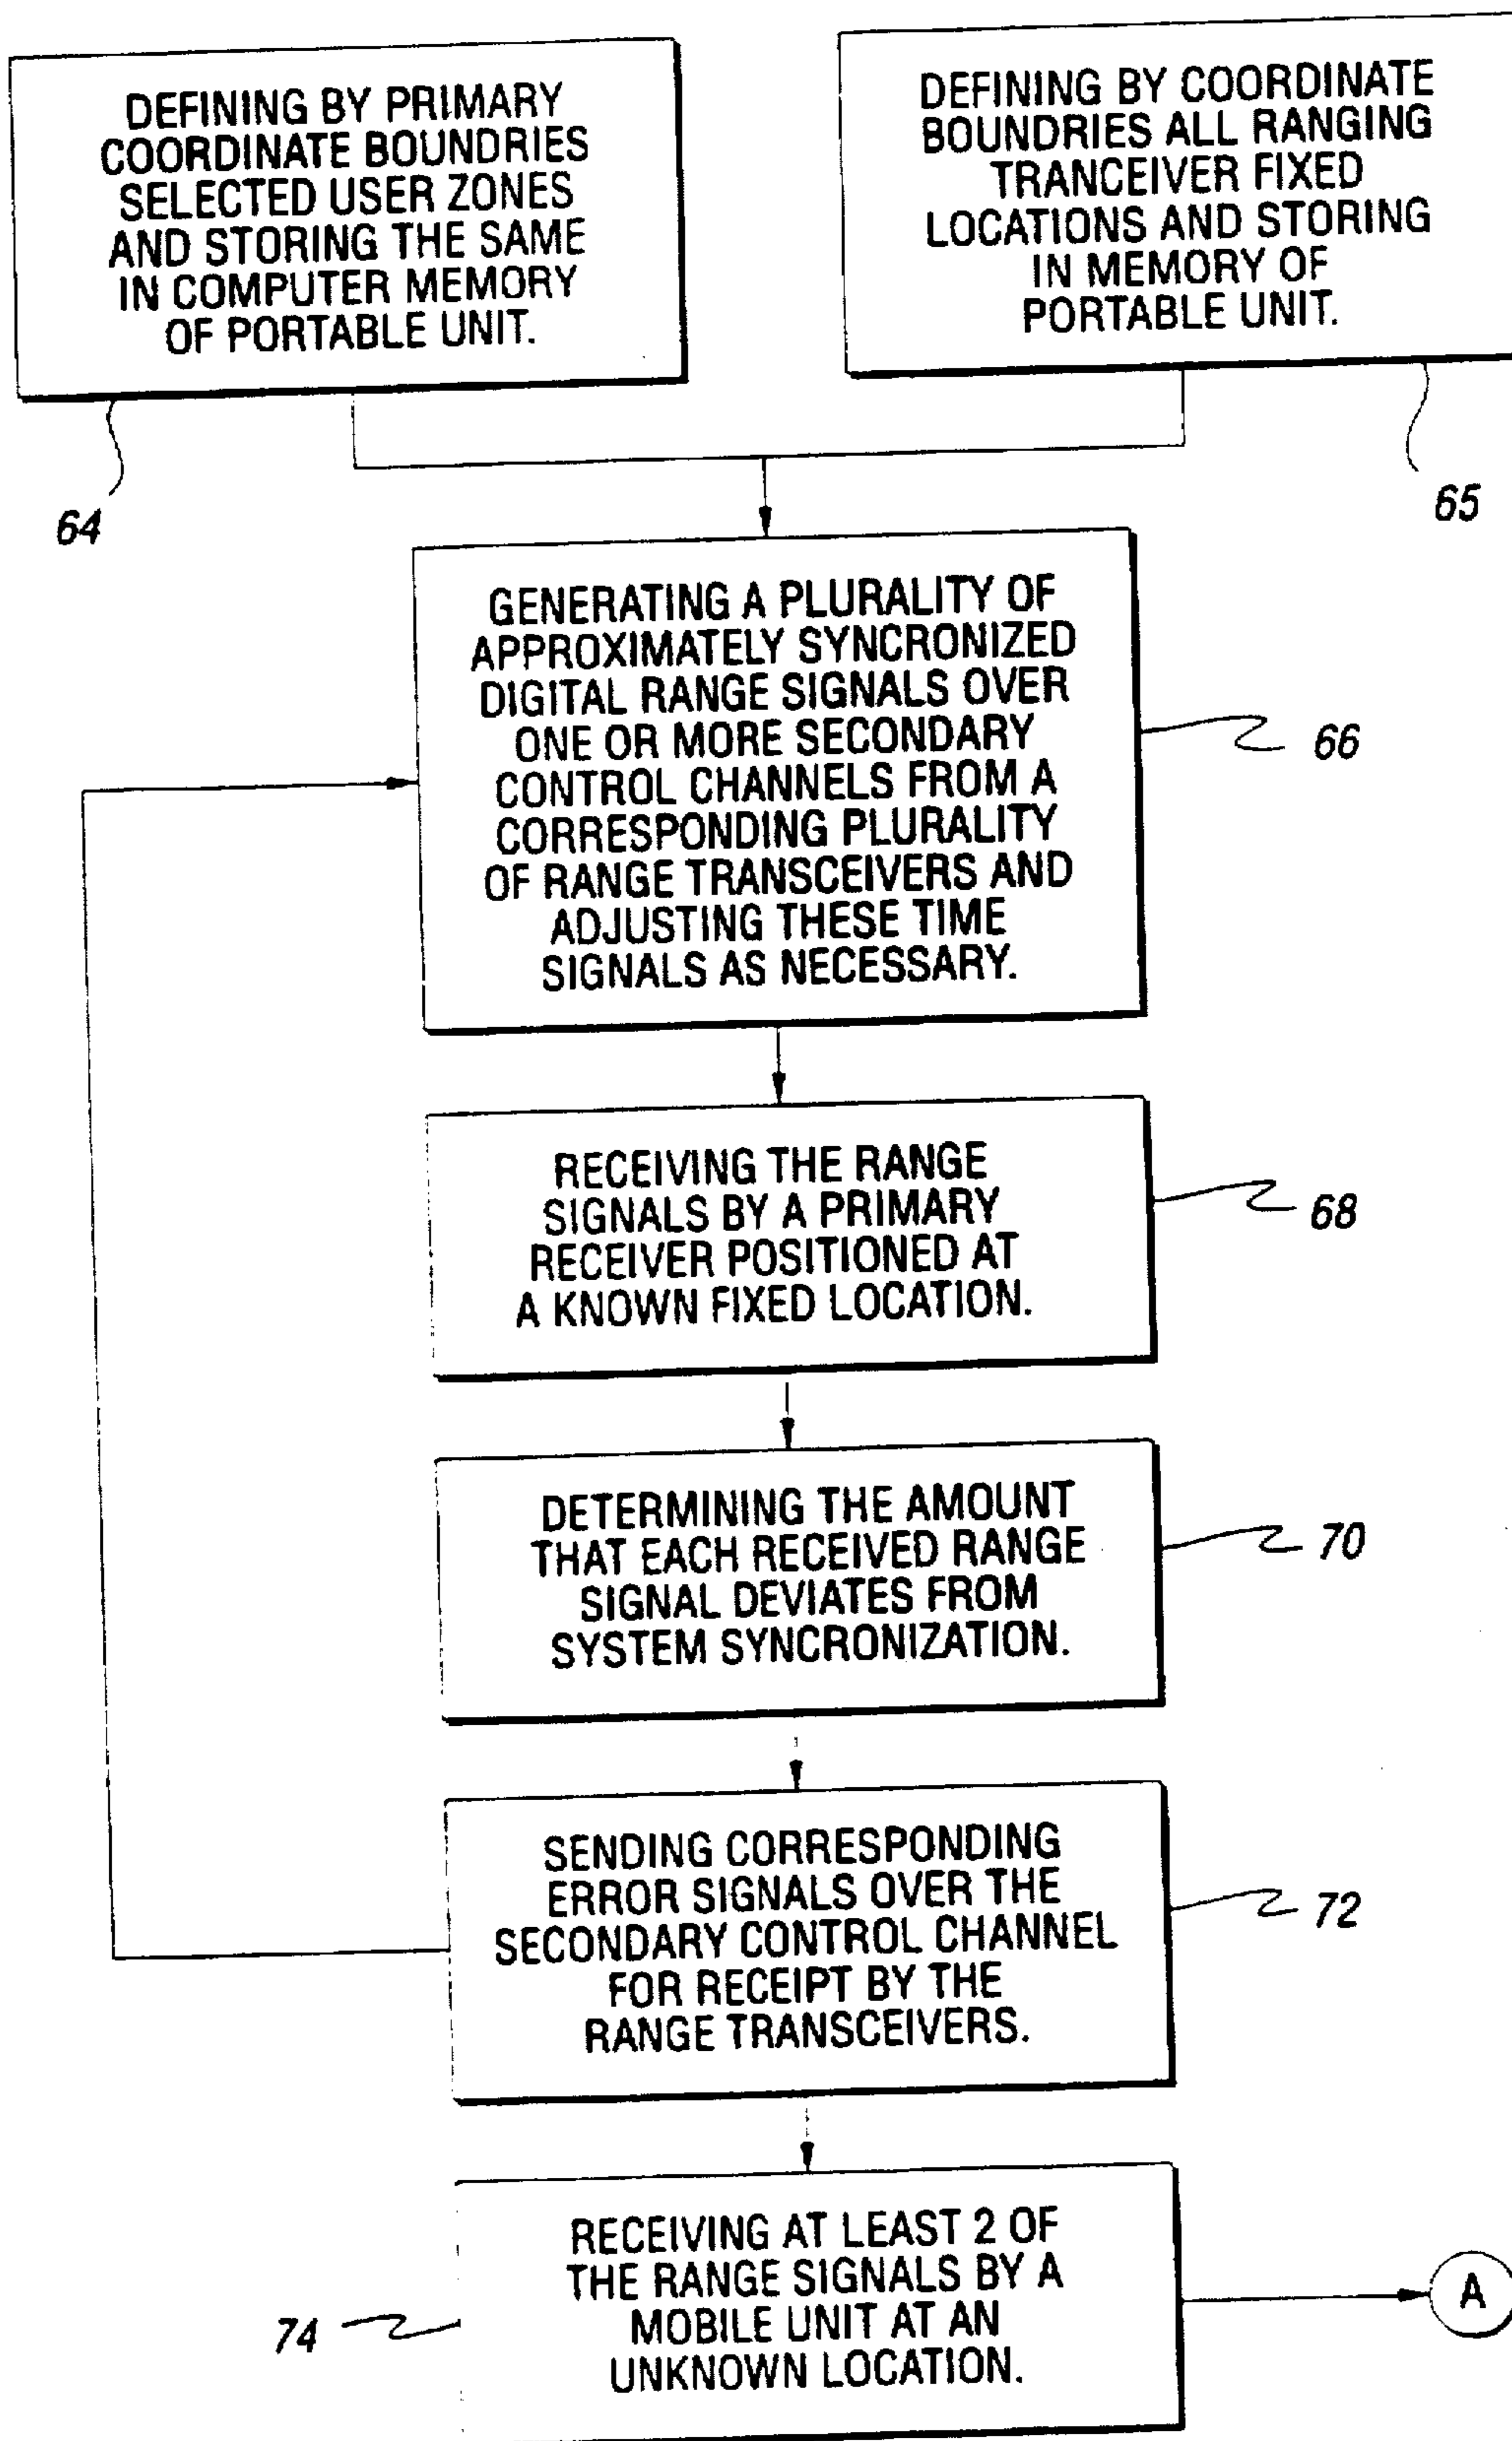 DEFINING BY PRIMARY
COORDINATE BOUNDRIES
SELECTED USER ZONES
AND STORING THE SAME
IN COMPUTER MEMORY
OF PORTABLE UNIT.
64
DEFINING BY COORDINATE
BOUNDRIES ALL RANGING
TRANCEIVER FIXED
LOCATIONS AND STORING
IN MEMORY OF
PORTABLE UNIT.
65
GENERATING A PLURALITY OF
APPROXIMATELY SYNCRONIZED
DIGITAL RANGE SIGNALS OVER
ONE OR MORE SECONDARY
CONTROL CHANNELS FROM A
CORRESPONDING PLURALITY
OF RANGE TRANSCEIVERS AND
ADJUSTING THESE TIME
SIGNALS AS NECESSARY.
66
RECEIVING THE RANGE
SIGNALS BY A PRIMARY
RECEIVER POSITIONED AT
A KNOWN FIXED LOCATION.
68
DETERMINING THE AMOUNT
THAT EACH RECEIVED RANGE
SIGNAL DEVIATES FROM
SYSTEM SYNCRONIZATION.
70
SENDING CORRESPONDING
ERROR SIGNALS OVER THE
SECONDARY CONTROL CHANNEL
FOR RECEIPT BY THE
RANGE TRANSCEIVERS.
72
RECEIVING AT LEAST 2 OF
THE RANGE SIGNALS BY A
MOBILE UNIT AT AN
UNKNOWN LOCATION.
74
A